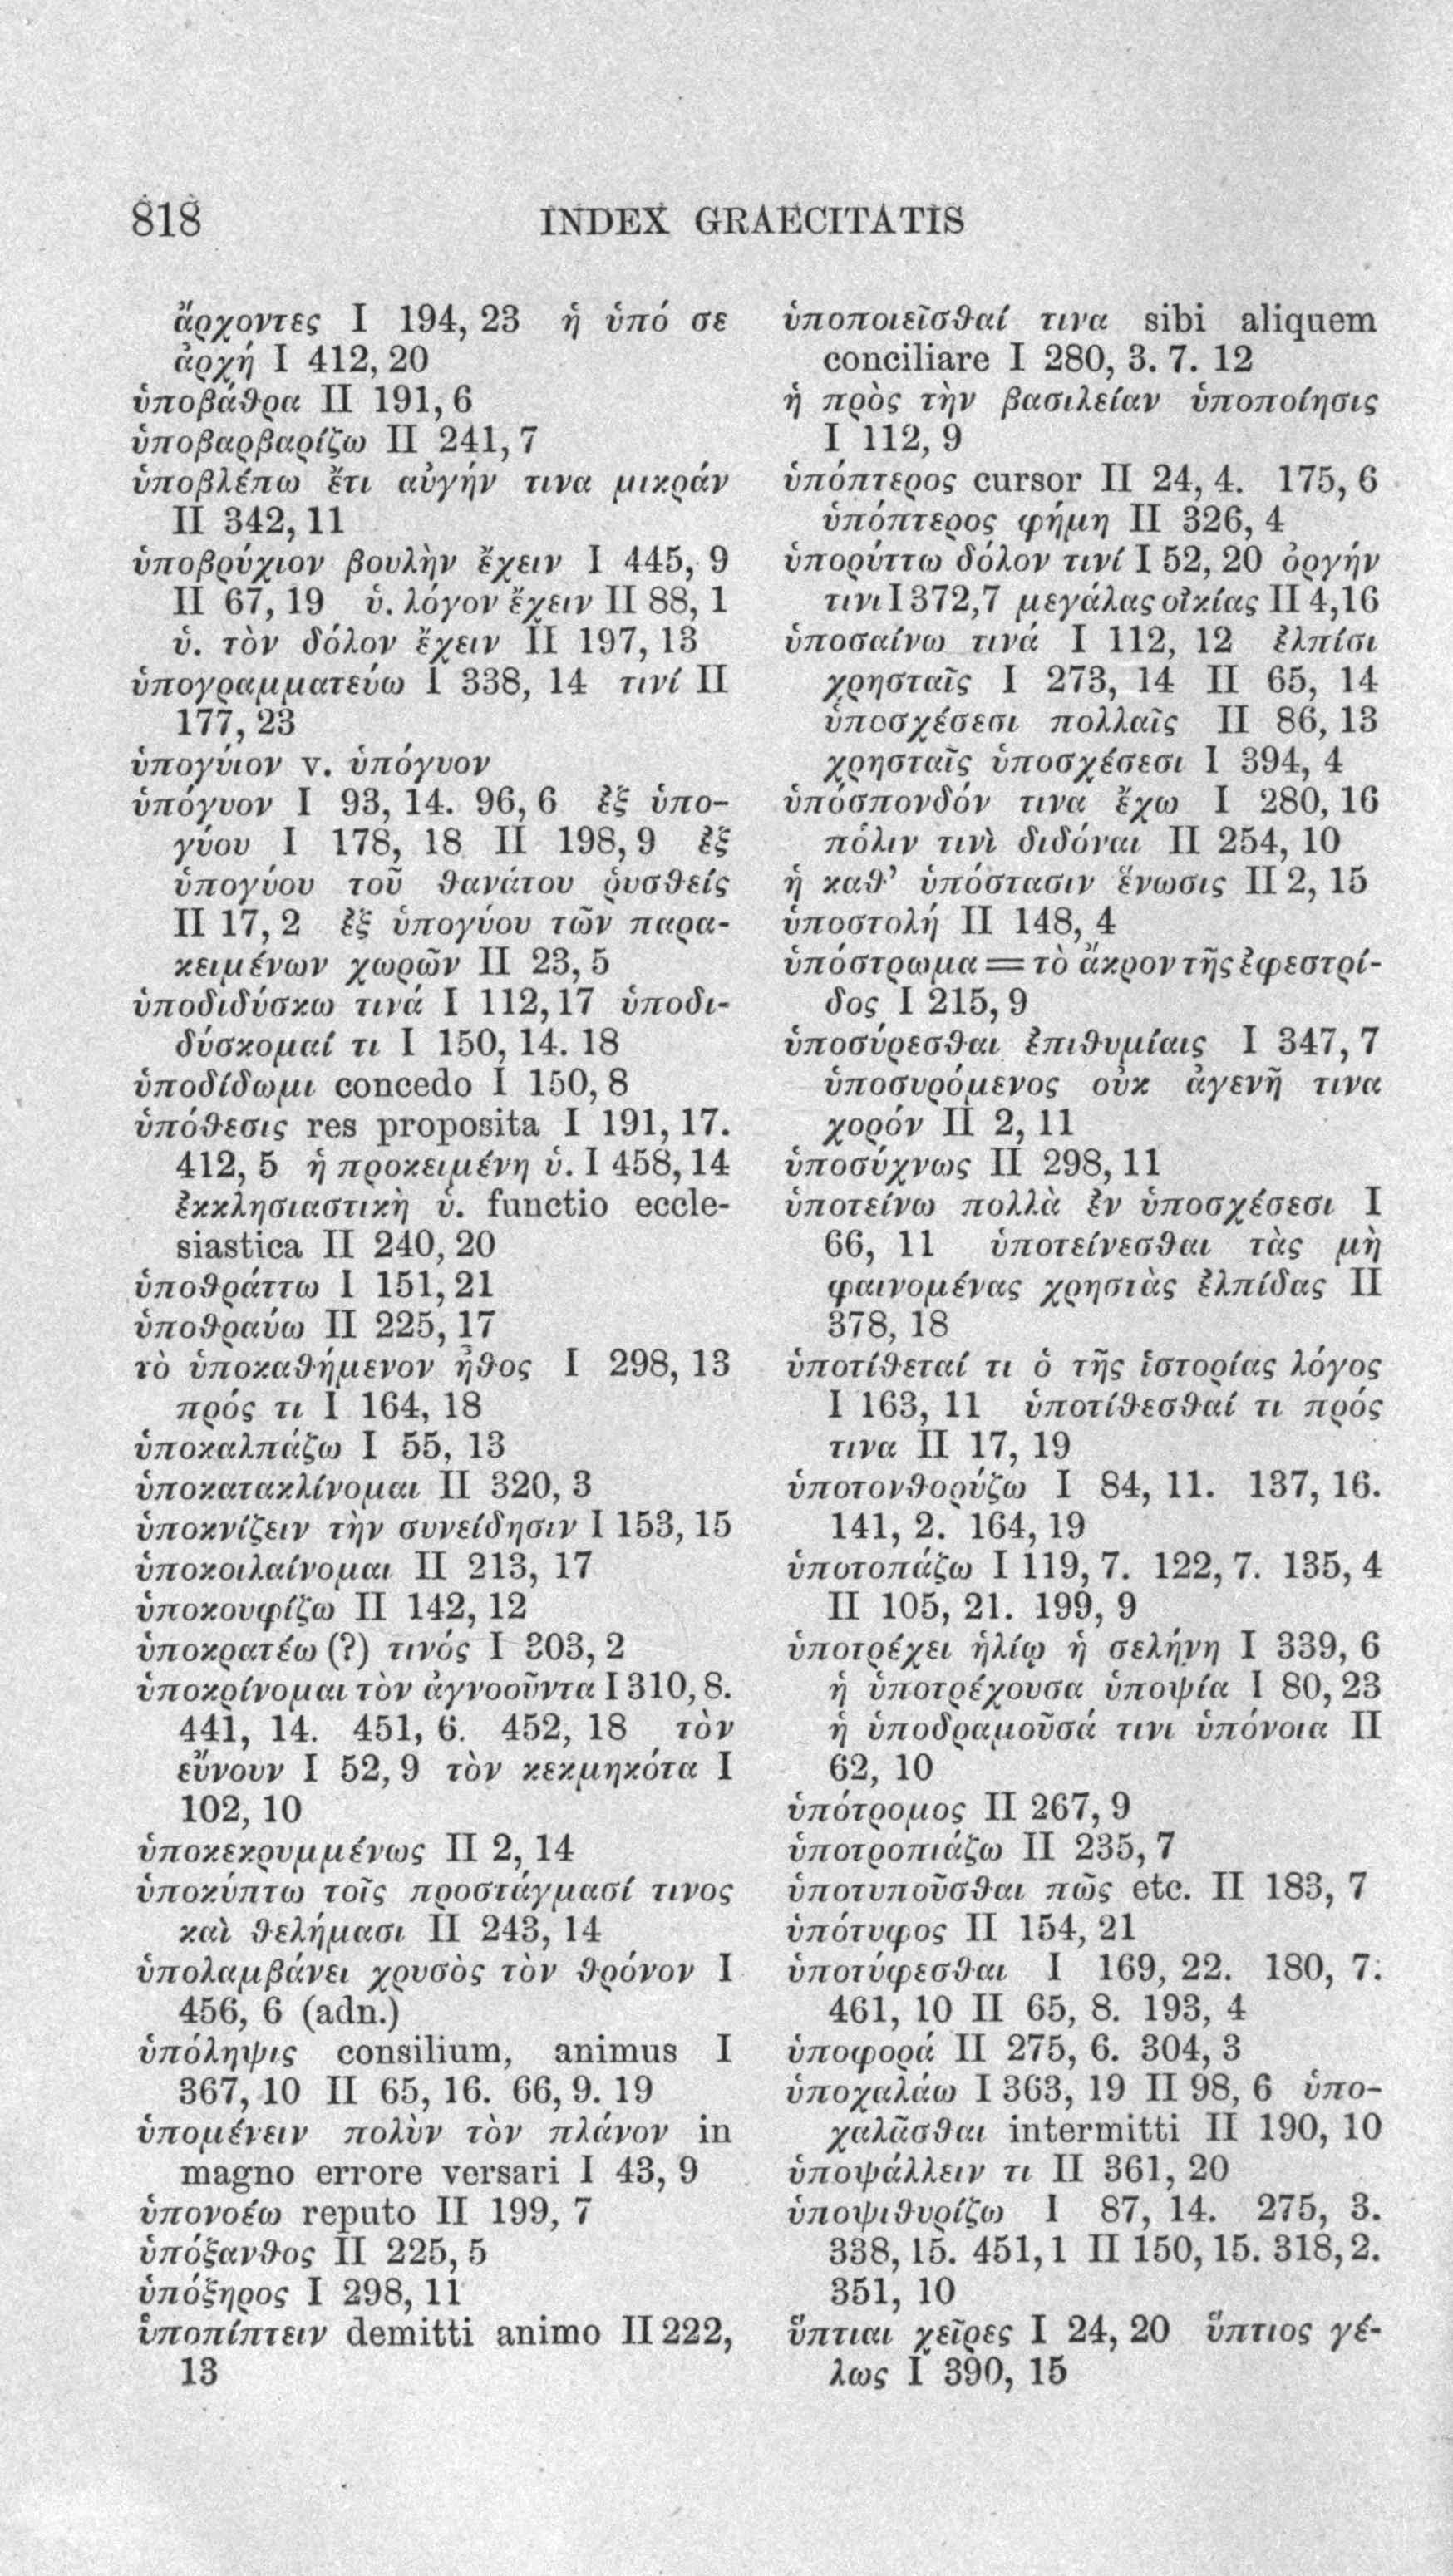 818 INDEX GRAECITATIS
ἄρχοντες I 194, 23 ἡ ὑπό σε
ἀρχή I 412, 20
ὑποβάθρα II 191, 6
ὑποβαρβαρίζω II 241, 7
ὑποβλέπω ἔτι αὐγήν τινα μικράν
II 342, 11
ὑποβρύχιον βουλὴν ἔχειν I 445, 9
II 67, 19 ὑ. λόγον ἔχειν II 88, 1
ὑ. τὸν δόλον ἔχειν II 197, 13
ὑπογραμματεύω I 338, 14 τινί II
177, 23
ὑπογύιον v. ὑπόγυον
ὑπόγυον I 93, 14. 96, 6 ἐξ ὑπο-
γύου I 178, 18 II 198, 9 ἐξ
ὑπογύου τοῦ θανάτου ῥυσθείς
II 17, 2 ἐξ ὑπογύου τῶν παρα-
κειμένων χωρῶν II 23, 5
ὑποδιδύσκω τινά I 112, 17 ὑποδι-
δύσκομαί τι I 150, 14. 18
ὑποδίδωμι concedo I 150, 8
ὑπόθεσις res proposita I 191, 17.
412, 5 ἡ προκειμένη ὑ. I 458, 14
ἐκκλησιαστικὴ ὑ. functio eccle-
siastica II 240, 20
ὑποθράττω I 151, 21
ὑποθραύω II 225, 17
τὸ ὑποκαθήμενον ἦθος I 298, 13
πρός τι I 164, 18
ὑποκαλπάζω I 55, 13
ὑποκατακλίνομαι II 320, 3
ὑποκνίζειν τὴν συνείδησιν I 153, 15
ὑποκοιλαίνομαι II 213, 17
ὑποκουφίζω II 142, 12
ὑποκρατέω (?) τινός I 303, 2
ὑποκρίνομαι τὸν ἀγνοοῦντα I 310, 8.
441, 14. 451, 6. 452, 18 τὸν
εὔνουν I 52, 9 τὸν κεκμηκότα I
102, 10
ὑποκεκρυμμένως II 2, 14
ὑποκύπτω τοῖς προστάγμασί τινος
καὶ θελήμασι II 243, 14
ὑπολαμβάνει χρυσὸς τὸν θρόνον I
456, 6 (adn.)
ὑπόληψις consilium, animus I
367, 10 II 65, 16. 66, 9. 19
ὑπομένειν πολὺν τὸν πλάνον in
magno errore versari I 43, 9
ὑπονοέω reputo II 199, 7
ὑπόξανθος II 225, 5
ὑπόξηρος I 298, 11
ὑποπίπτειν demitti animo II 222,
13
ὑποποιεῖσθαί τινα sibi aliquem
conciliare I 280, 3. 7. 12
ἡ πρὸς τὴν βασιλείαν ὑποποίησις
I 112, 9
ὑπόπτερος cursor II 24, 4. 175, 6
ὑπόπτερος φήμη II 326, 4
ὑπορύττω δόλον τινί I 52, 20 ὀργήν
τινι I 372, 7 μεγάλας οἰκίας II 4, 16
ὑποσαίνω τινά I 112, 12 ἐλπίσι
χρησταῖς I 273, 14 II 65, 14
ὑποσχέσεσι πολλαῖς II 86, 13
χρησταῖς ὑποσχέσεσι I 394, 4
ὑπόσπονδόν τινα ἔχω I 280, 16
πόλιν τινὶ διδόναι II 254, 10
ἡ καθ’ ὑπόστασιν ἕνωσις II 2, 15
ὑποστολή II 148, 4
ὑπόστρωμα = τὸ ἄκρον τῆς ἐφεστρί-
δος I 215, 9
ὑποσύρεσθαι ἐπιθυμίαις I 347, 7
ὑποσυρόμενος οὐκ ἀγενῆ τινα
χορόν II 2, 11
ὑποσύχνως II 298, 11
ὑποτείνω πολλὰ ἐν ὑποσχέσεσι I
66, 11 ὑποτείνεσθαι τὰς μὴ
φαινομένας χρηστὰς ἐλπίδας II
378, 18
ὑποτίθεταί τι ὁ τῆς ἱστορίας λόγος
I 163, 11 ὑποτίθεσθαί τι πρός
τινα II 17, 19
ὑποτονθορύζω I 84, 11. 137, 16.
141, 2. 164, 19
ὑποτοπάζω I 119, 7. 122, 7. 135, 4
II 105, 21. 199, 9
ὑποτρέχει ἡλίῳ ἡ σελήνη I 339, 6
ἡ ὑποτρέχουσα ὑποψία I 80, 23
ἡ ὑποδραμοῦσά τινι ὑπόνοια II
62, 10
ὑπότρομος II 267, 9
ὑποτροπιάζω II 235, 7
ὑποτυποῦσθαι πῶς etc. II 183, 7
ὑπότυφος II 154, 21
ὑποτύφεσθαι I 169, 22. 180, 7.
461, 10 II 65, 8. 193, 4
ὑποφορά II 275, 6. 304, 3
ὑποχαλάω I 363, 19 II 98, 6 ὑπο-
χαλᾶσθαι intermitti II 190, 10
ὑποψάλλειν τι II 361, 20
ὑποψιθυρίζω I 87, 14. 275, 3.
338, 15. 451, 1 II 150, 15. 318, 2.
351, 10
ὕπτιαι χεῖρες I 24, 20 ὕπτιος γέ-
λως I 390, 15